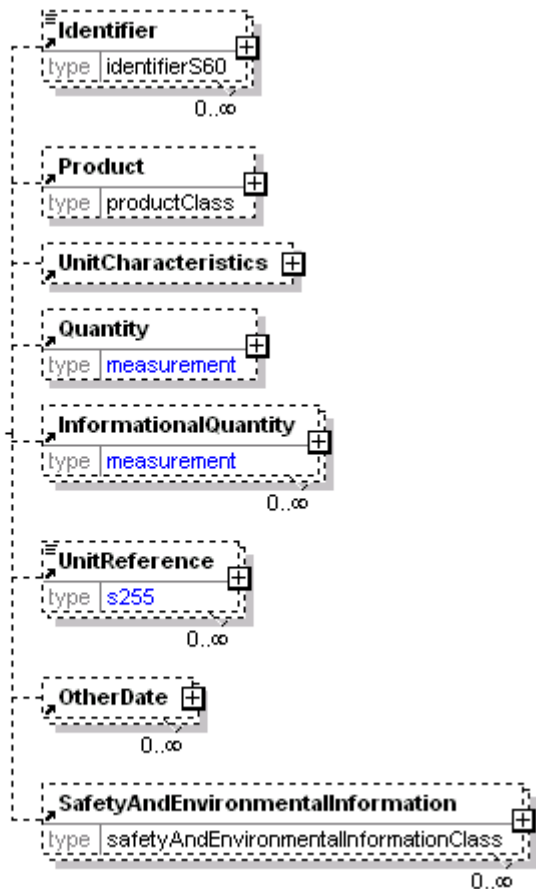 Identifier
type identifierS60
0..∞
Product
type productClass
UnitCharacteristics
Quantity
type measurement
InformationalQuantity
type measurement
0..∞
UnitReference
type s255
0..∞
OtherDate
0..∞
SafetyAndEnvironmentalInformation
type safetyAndEnvironmentalInformationClass
0..∞